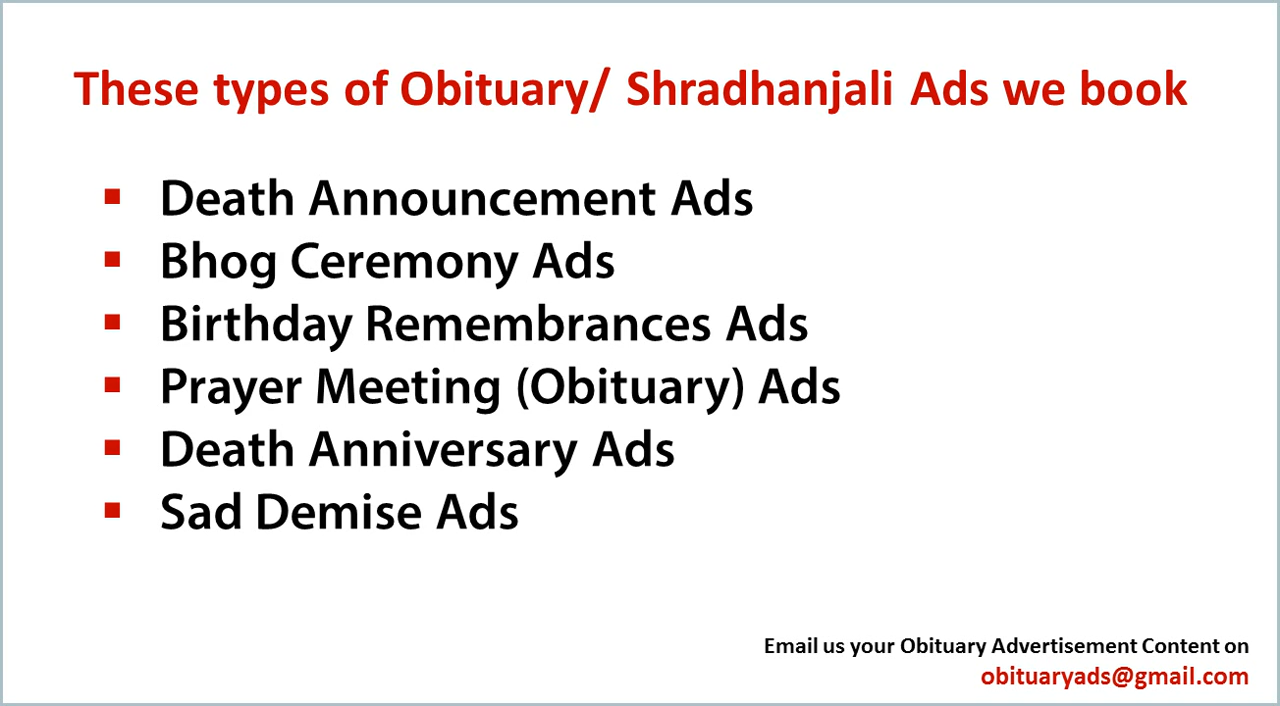 These types of Obituary/ Shradhanjali Ads we book
Death Announcement Ads
Bhog Ceremony Ads
Birthday Remembrances Ads
Prayer Meeting (Obituary) Ads
Death Anniversary Ads
Sad Demise Ads
Email us your Obituary Advertisement Content on
obituaryads@gmail.com